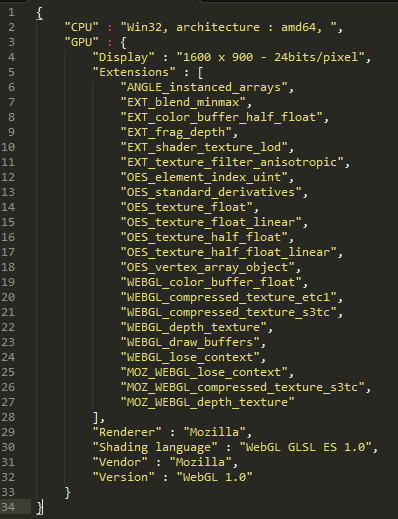 1 {
2 "CPU" : "Win32, architecture : amd64, ",
3 "GPU" : {
4 "Display" : "1600 x 900 - 24bits/pixel",
5 "Extensions" : [
6 "ANGLE_instanced_arrays",
7 "EXT_blend_minmax",
8 "EXT_color_buffer_half_float",
9 "EXT_frag_depth",
10 "EXT_shader_texture_lod",
11 "EXT_texture_filter_anisotropic",
12 "OES_element_index_uint",
13 "OES_standard_derivatives",
14 "OES_texture_float",
15 "OES_texture_float_linear",
16 "OES_texture_half_float",
17 "OES_texture_half_float_linear",
18 "OES_vertex_array_object",
19 "WEBGL_color_buffer_float",
20 "WEBGL_compressed_texture_etc1",
21 "WEBGL_compressed_texture_s3tc",
22 "WEBGL_depth_texture",
23 "WEBGL_draw_buffers",
24 "WEBGL_lose_context",
25 "MOZ_WEBGL_lose_context",
26 "MOZ_WEBGL_compressed_texture_s3tc",
27 "MOZ_WEBGL_depth_texture"
28 ],
29 "Renderer" : "Mozilla",
30 "Shading language" : "WebGL GLSL ES 1.0",
31 "Vendor" : "Mozilla",
32 "Version" : "WebGL 1.0"
33 }
34 }